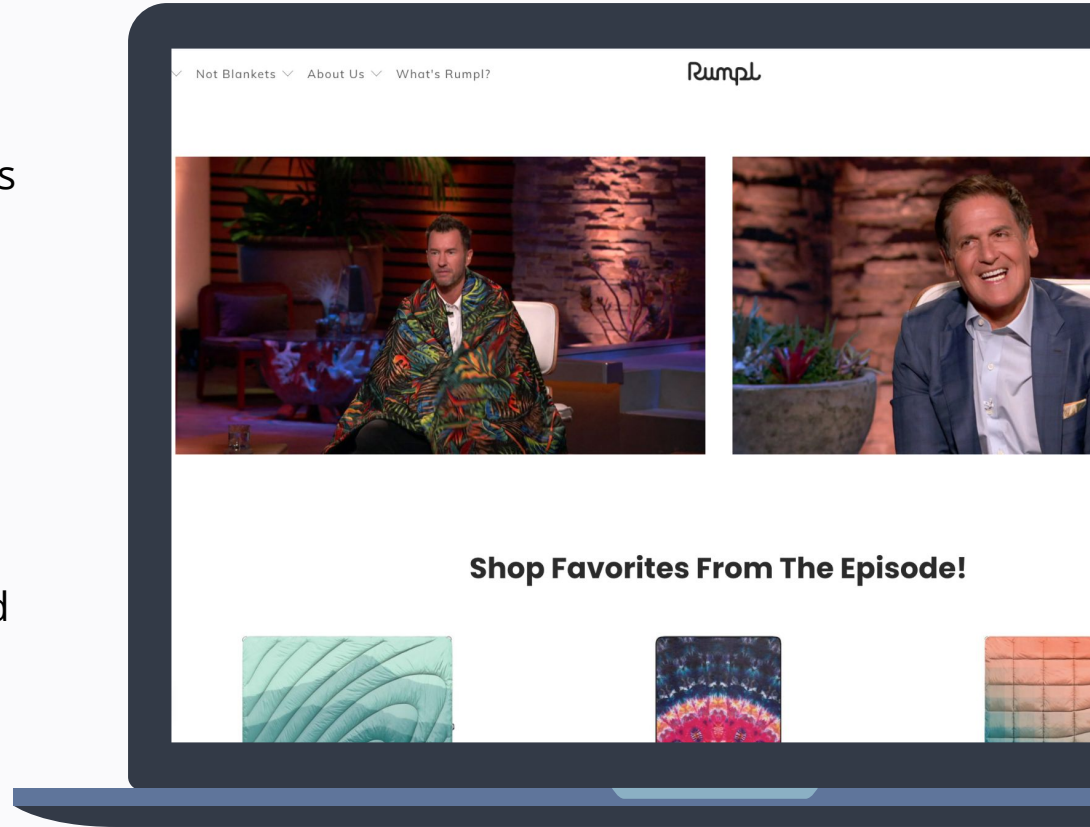 s
d
Not Blankets About Us What's Rumpl?
Rumpl
Shop Favorites From The Episode!